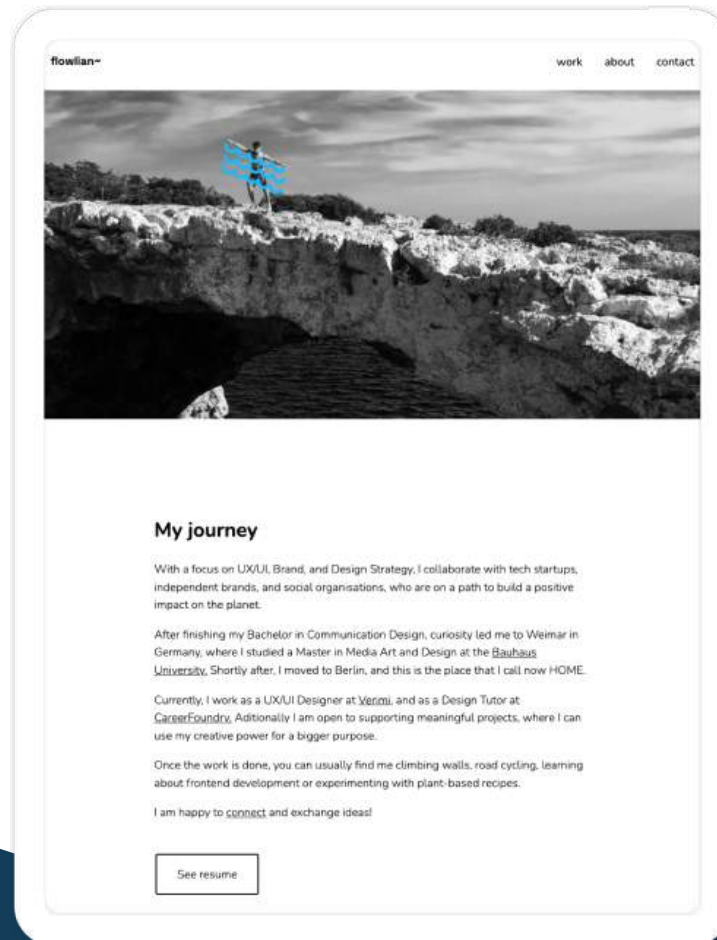 flowlian~
work about contact
My journey
With a focus on UX/UI, Brand, and Design Strategy, I collaborate with tech startups,
independent brands, and social organisations, who are on a path to build a positive
impact on the planet.
After finishing my Bachelor in Communication Design, curiosity led me to Weimar in
Germany, where I studied a Master in Media Art and Design at the Bauhaus
University. Shortly after, I moved to Berlin, and this is the place that I call now HOME.
Currently, I work as a UX/UI Designer at Verimi, and as a Design Tutor at
CareerFoundry. Aditionally I am open to supporting meaningful projects, where I can
use my creative power for a bigger purpose.
Once the work is done, you can usually find me climbing walls, road cycling, learning
about frontend development or experimenting with plant-based recipes.
I am happy to connect and exchange ideas!
See resume